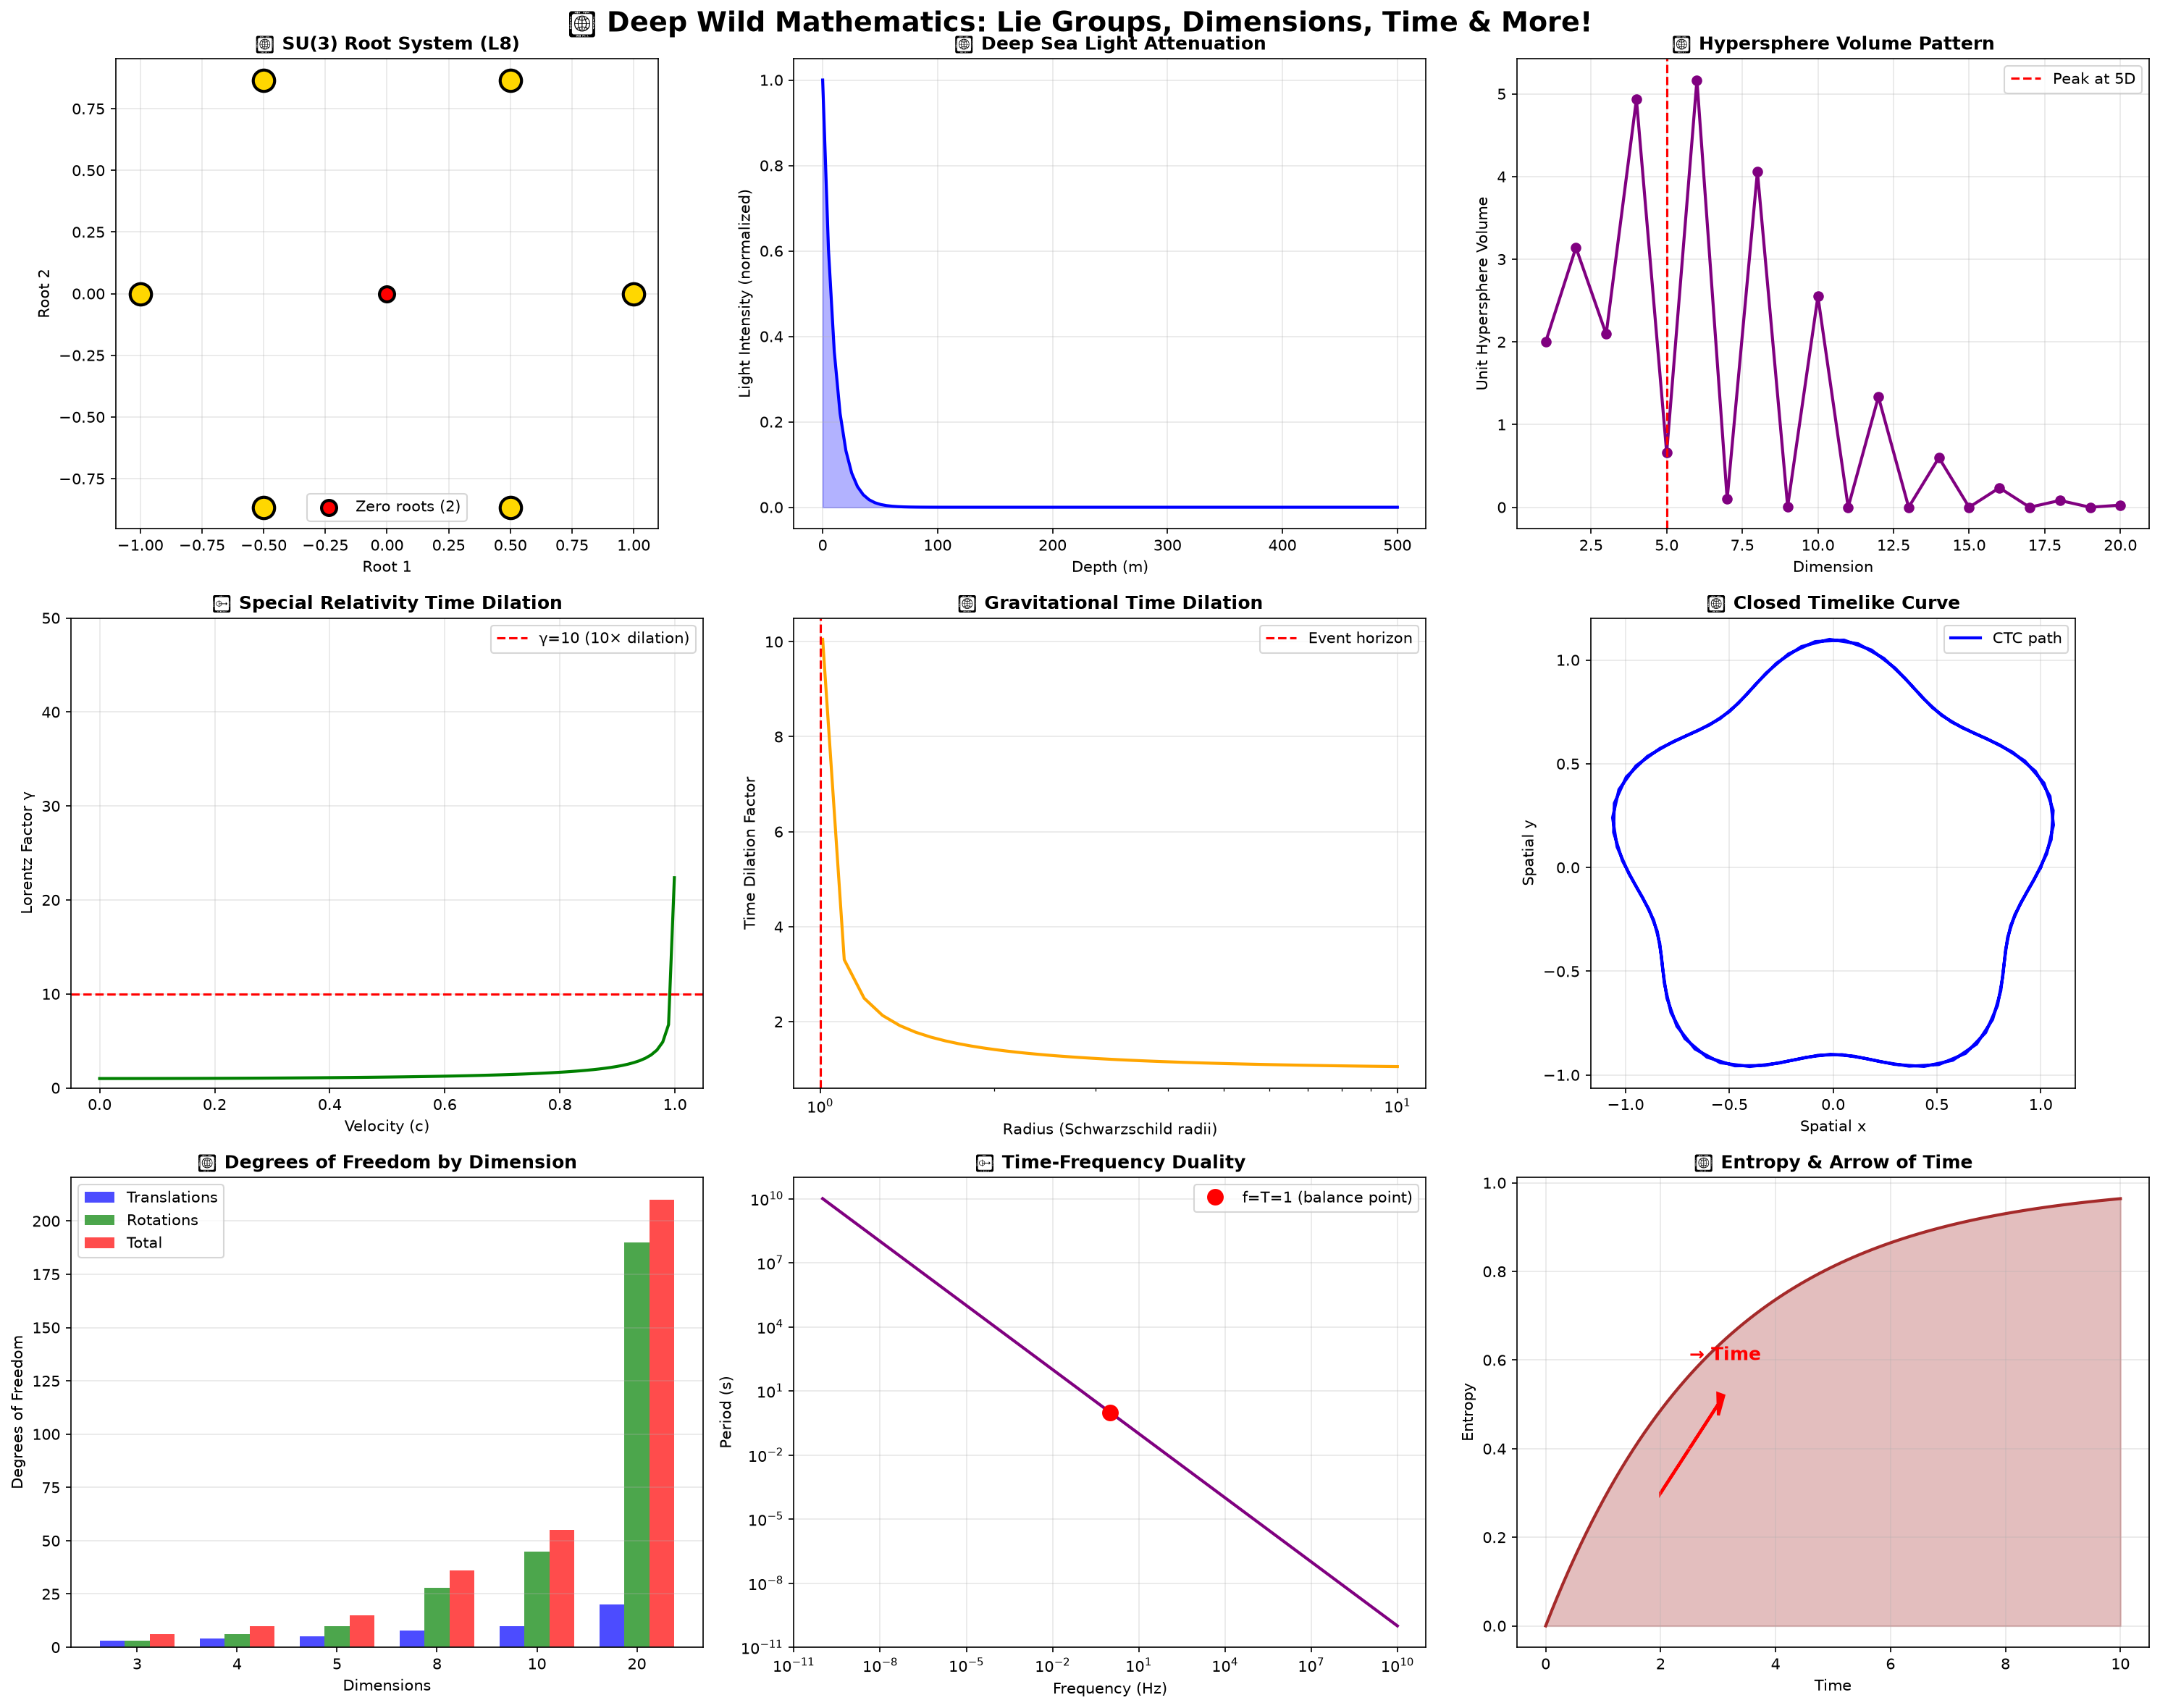 Deep Wild Mathematics: Lie Groups, Dimensions, Time & More!
SU(3) Root System (L8)
0.75
0.50
0.25
0.00
−0.25
−0.50
−0.75
Root 2
Zero roots (2)
−1.00 −0.75 −0.50 −0.25 0.00 0.25 0.50 0.75 1.00
Root 1
Deep Sea Light Attenuation
1.0
0.8
0.6
0.4
0.2
0.0
Light Intensity (normalized)
0 100 200 300 400 500
Depth (m)
Hypersphere Volume Pattern
Peak at 5D
5
4
3
2
1
0
Unit Hypersphere Volume
2.5 5.0 7.5 10.0 12.5 15.0 17.5 20.0
Dimension
Special Relativity Time Dilation
γ=10 (10× dilation)
50
40
30
20
10
0
Lorentz Factor γ
0.0 0.2 0.4 0.6 0.8 1.0
Velocity (c)
Gravitational Time Dilation
Event horizon
10
8
6
4
2
Time Dilation Factor
10⁰ 10¹
Radius (Schwarzschild radii)
Closed Timelike Curve
CTC path
1.0
0.5
0.0
−0.5
−1.0
Spatial y
−1.0 −0.5 0.0 0.5 1.0
Spatial x
Degrees of Freedom by Dimension
Translations
Rotations
Total
200
175
150
125
100
75
50
25
0
Degrees of Freedom
3 4 5 8 10 20
Dimensions
Time-Frequency Duality
f=T=1 (balance point)
10¹⁰
10⁷
10⁴
10¹
10⁻²
10⁻⁵
10⁻⁸
10⁻¹¹
Period (s)
10⁻¹¹ 10⁻⁸ 10⁻⁵ 10⁻² 10¹ 10⁴ 10⁷ 10¹⁰
Frequency (Hz)
Entropy & Arrow of Time
→ Time
1.0
0.8
0.6
0.4
0.2
0.0
Entropy
0 2 4 6 8 10
Time